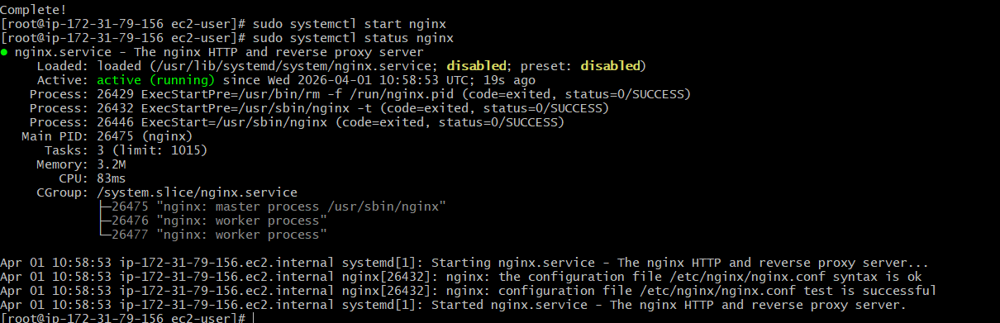 Complete!
[root@ip-172-31-79-156 ec2-user]# sudo systemctl start nginx
[root@ip-172-31-79-156 ec2-user]# sudo systemctl status nginx
● nginx.service - The nginx HTTP and reverse proxy server
     Loaded: loaded (/usr/lib/systemd/system/nginx.service; disabled; preset: disabled)
     Active: active (running) since Wed 2026-04-01 10:58:53 UTC; 19s ago
    Process: 26429 ExecStartPre=/usr/bin/rm -f /run/nginx.pid (code=exited, status=0/SUCCESS)
    Process: 26432 ExecStartPre=/usr/sbin/nginx -t (code=exited, status=0/SUCCESS)
    Process: 26446 ExecStart=/usr/sbin/nginx (code=exited, status=0/SUCCESS)
   Main PID: 26475 (nginx)
      Tasks: 3 (limit: 1015)
     Memory: 3.2M
        CPU: 83ms
     CGroup: /system.slice/nginx.service
             ├─26475 "nginx: master process /usr/sbin/nginx"
             ├─26476 "nginx: worker process"
             └─26477 "nginx: worker process"

Apr 01 10:58:53 ip-172-31-79-156.ec2.internal systemd[1]: Starting nginx.service - The nginx HTTP and reverse proxy server...
Apr 01 10:58:53 ip-172-31-79-156.ec2.internal nginx[26432]: nginx: the configuration file /etc/nginx/nginx.conf syntax is ok
Apr 01 10:58:53 ip-172-31-79-156.ec2.internal nginx[26432]: nginx: configuration file /etc/nginx/nginx.conf test is successful
Apr 01 10:58:53 ip-172-31-79-156.ec2.internal systemd[1]: Started nginx.service - The nginx HTTP and reverse proxy server.
[root@ip-172-31-79-156 ec2-user]#